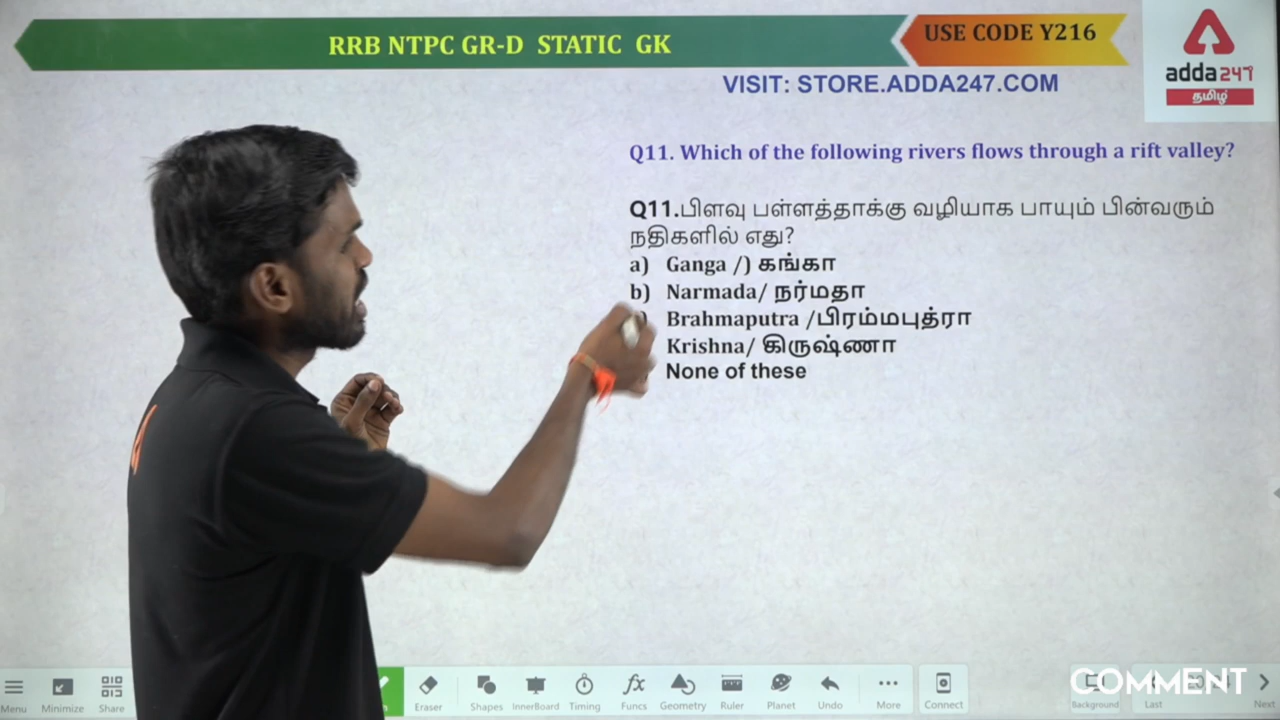 RRB NTPC GR-D STATIC GK
USE CODE Y216
adda247
தமிழ்
VISIT: STORE.ADDA247.COM
Q11. Which of the following rivers flows through a rift valley?
Q11.பிளவு பள்ளத்தாக்கு வழியாக பாயும் பின்வரும்
நதிகளில் எது?
a) Ganga /) கங்கா
b) Narmada/ நர்மதா
) Brahmaputra /பிரம்மபுத்ரா
Krishna/ கிருஷ்ணா
None of these
Menu Minimize Share Eraser Shapes InnerBoard Timing Funcs Geometry Ruler Planet Undo More Connect Background Last Next
COMMENT